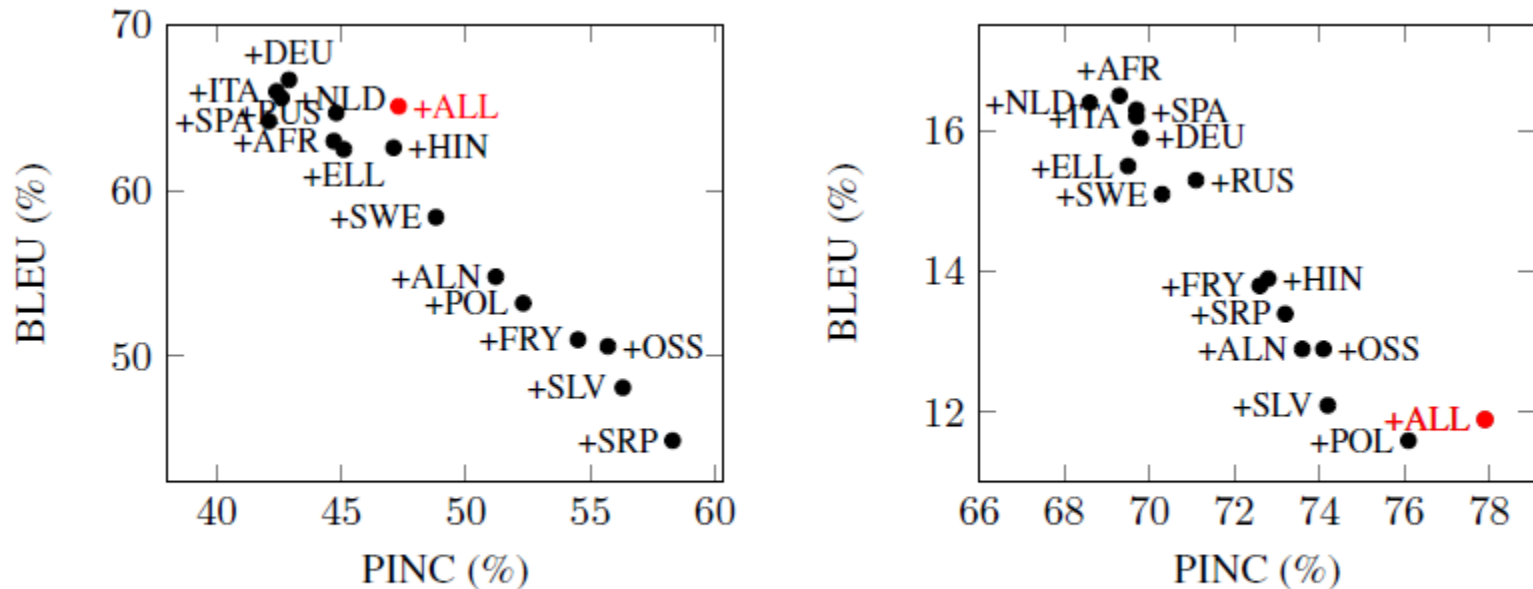 70
+DEU
+ITA
+NLD
+ALL
+RUS
+SPA
+AFR
+HIN
+ELL
60
+SWE
+ALN
+POL
+FRY
+OSS
50
+SLV
+SRP
BLEU (%)
40 45 50 55 60
PINC (%)
+AFR
+NLD
+SPA
+ITA
16
+DEU
+ELL
+RUS
+SWE
14
+FRY
+HIN
+SRP
+ALN
+OSS
12
+SLV
+ALL
+POL
BLEU (%)
66 68 70 72 74 76 78
PINC (%)